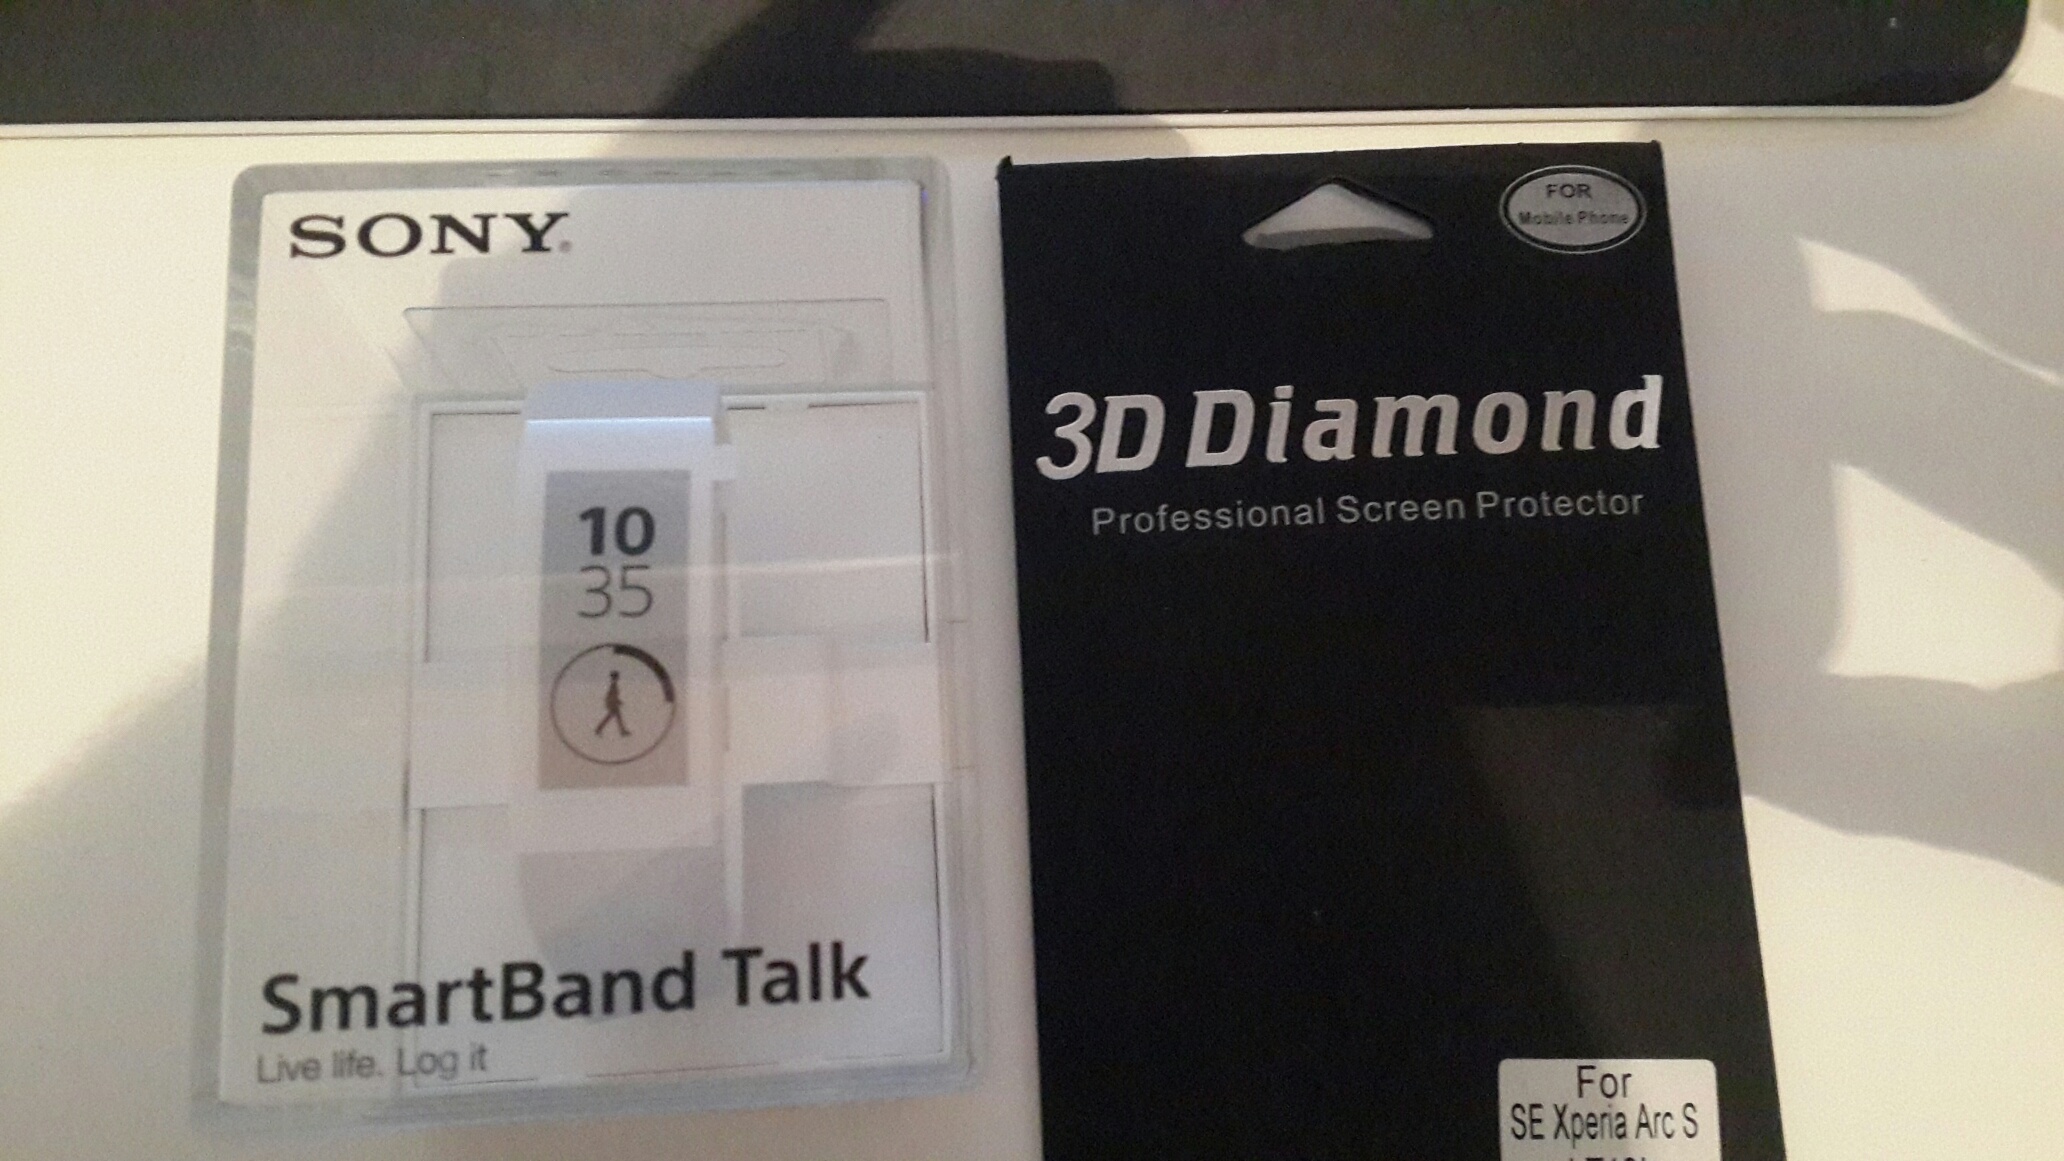 SONY
10
35
SmartBand Talk
Live life. Log it
FOR
Mobile Phone
3D Diamond
Professional Screen Protector
For
SE Xperia Arc S